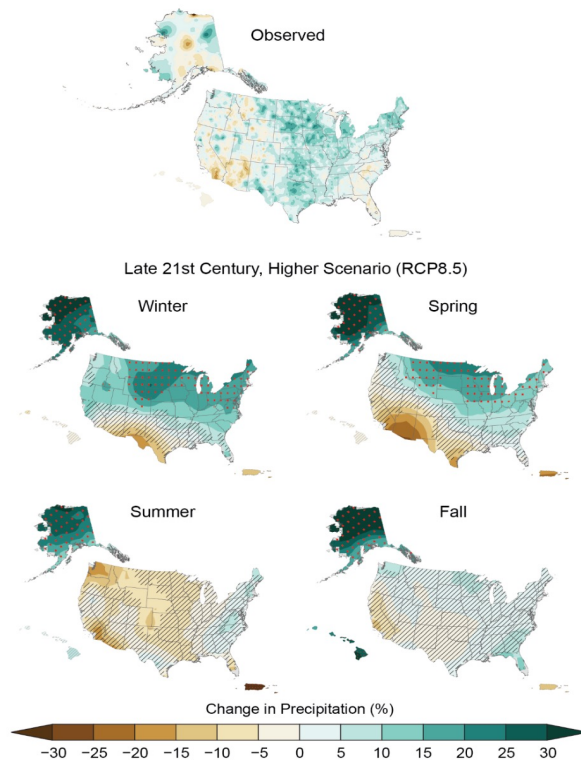 Observed
Late 21st Century, Higher Scenario (RCP8.5)
Winter
Spring
Summer
Fall
Change in Precipitation (%)
−30 −25 −20 −15 −10 −5 0 5 10 15 20 25 30